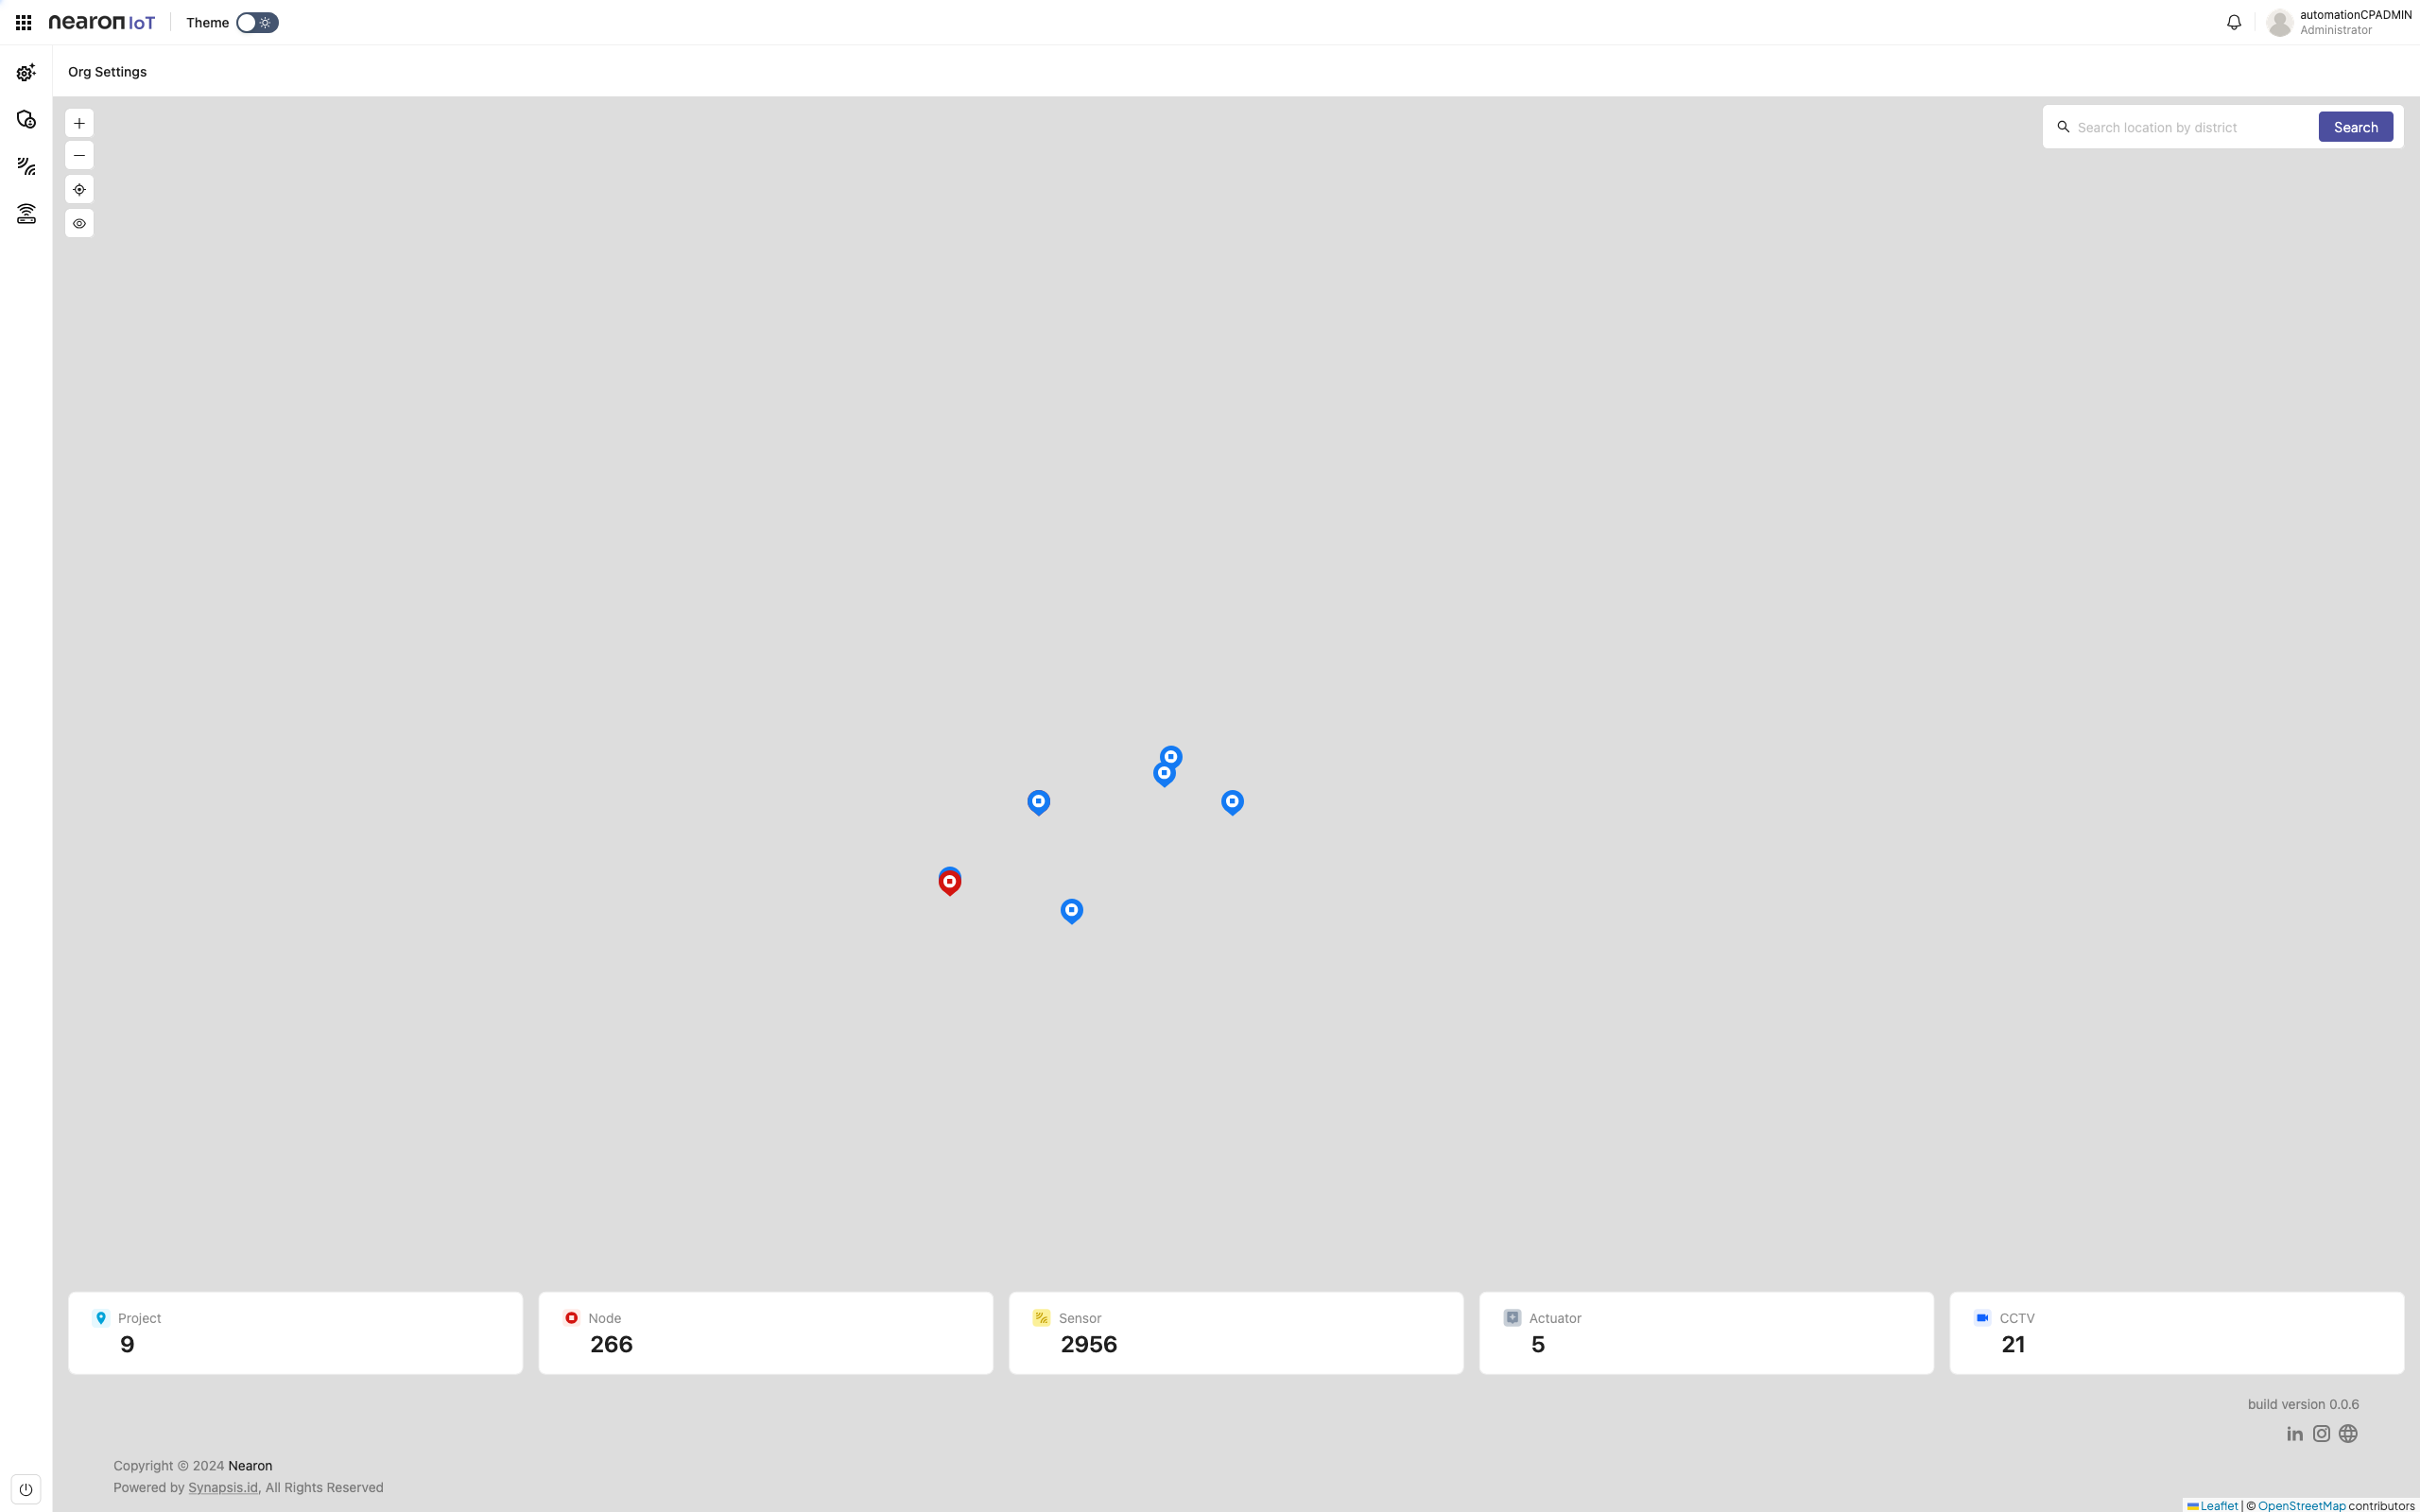 nearon IoT
Theme
automationCPADMIN
Administrator
Org Settings
Search location by district
Search
Project
9
Node
266
Sensor
2956
Actuator
5
CCTV
21
build version 0.0.6
in
Copyright © 2024 Nearon
Powered by Synapsis.id, All Rights Reserved
Leaflet | © OpenStreetMap contributors